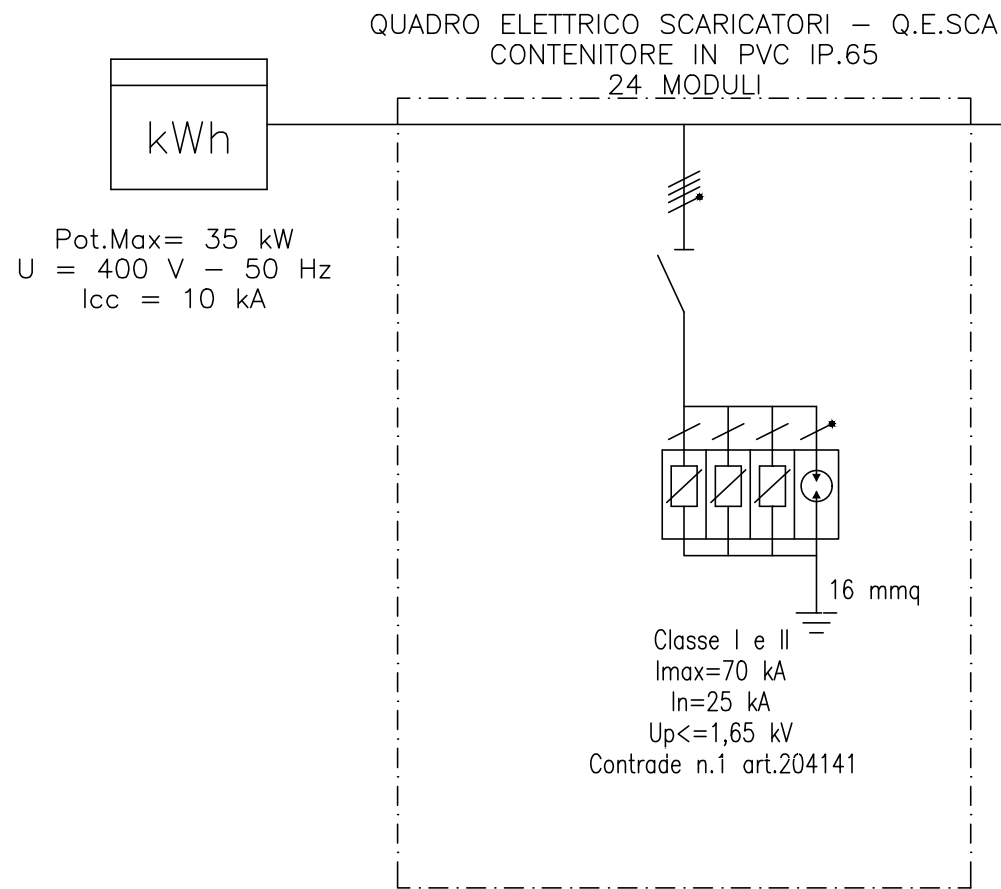 QUADRO ELETTRICO SCARICATORI – Q.E.SCA
CONTENITORE IN PVC IP.65
24 MODULI
kWh
Pot.Max= 35 kW
U = 400 V – 50 Hz
Icc = 10 kA
16 mmq
Classe I e II
Imax=70 kA
In=25 kA
Up<=1,65 kV
Contrade n.1 art.204141